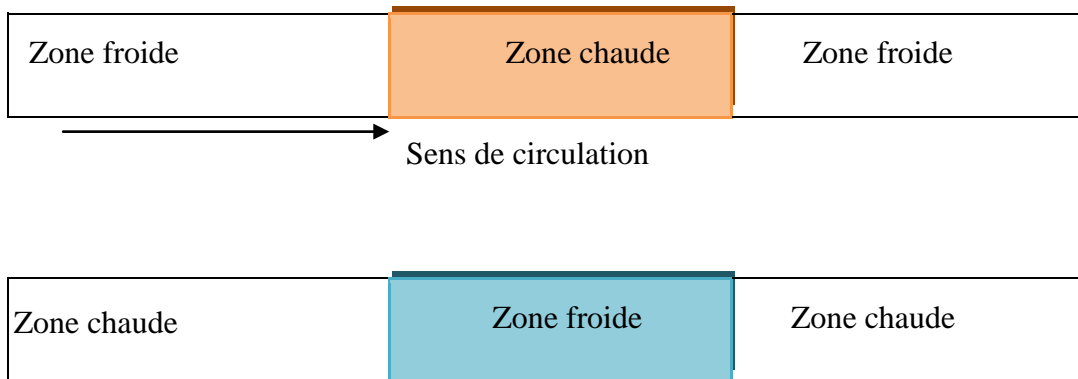 Zone froide Zone chaude Zone froide
Sens de circulation
Zone chaude Zone froide Zone chaude